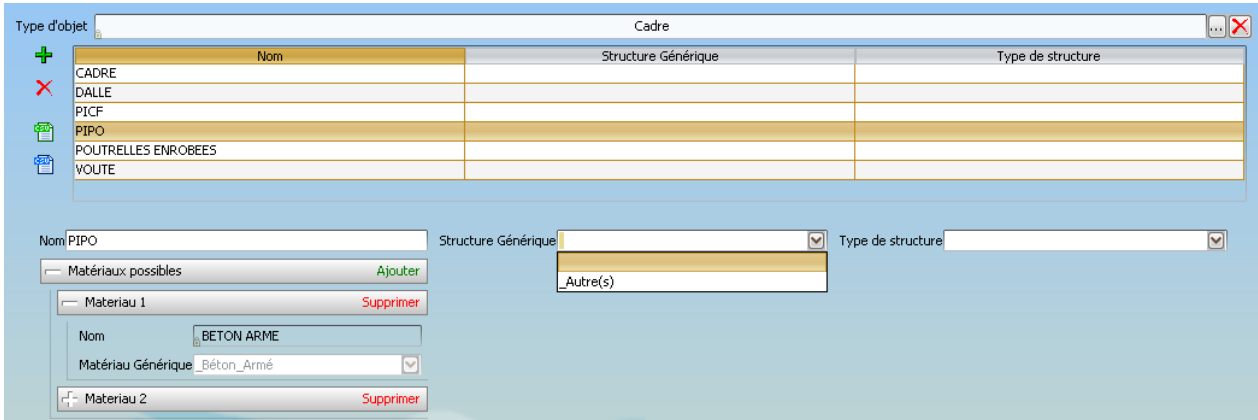 Type d'objet Cadre ...
Nom Structure Générique Type de structure
CADRE
DALLE
PICF
PIPO
POUTRELLES ENROBEES
VOUTE
Nom PIPO Structure Générique Type de structure
Matériaux possibles Ajouter
_Autre(s)
Materiau 1 Supprimer
Nom BETON ARME
Matériau Générique _Béton_Armé
Materiau 2 Supprimer